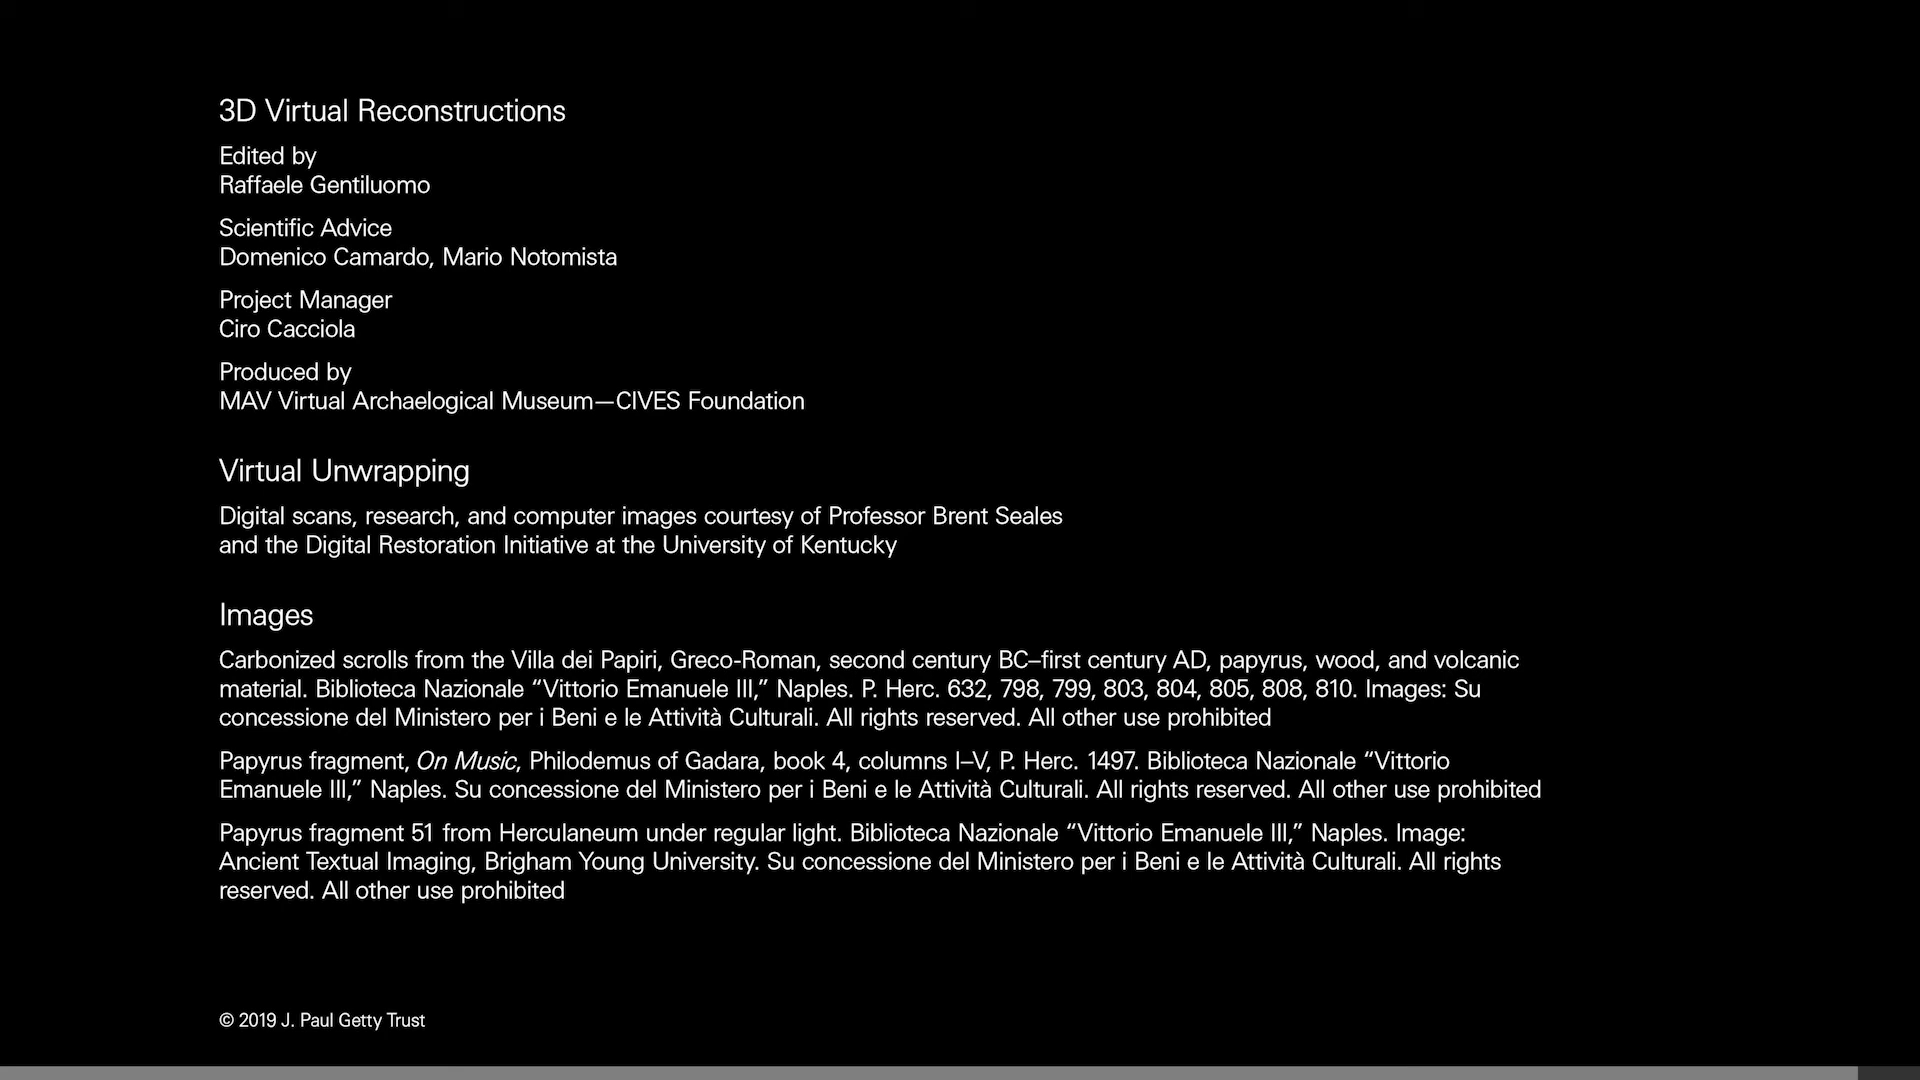 3D Virtual Reconstructions
Edited by
Raffaele Gentiluomo
Scientific Advice
Domenico Camardo, Mario Notomista
Project Manager
Ciro Cacciola
Produced by
MAV Virtual Archaelogical Museum—CIVES Foundation
Virtual Unwrapping
Digital scans, research, and computer images courtesy of Professor Brent Seales
and the Digital Restoration Initiative at the University of Kentucky
Images
Carbonized scrolls from the Villa dei Papiri, Greco-Roman, second century BC–first century AD, papyrus, wood, and volcanic
material. Biblioteca Nazionale “Vittorio Emanuele III,” Naples. P. Herc. 632, 798, 799, 803, 804, 805, 808, 810. Images: Su
concessione del Ministero per i Beni e le Attività Culturali. All rights reserved. All other use prohibited
Papyrus fragment, On Music, Philodemus of Gadara, book 4, columns I–V, P. Herc. 1497. Biblioteca Nazionale “Vittorio
Emanuele III,” Naples. Su concessione del Ministero per i Beni e le Attività Culturali. All rights reserved. All other use prohibited
Papyrus fragment 51 from Herculaneum under regular light. Biblioteca Nazionale “Vittorio Emanuele III,” Naples. Image:
Ancient Textual Imaging, Brigham Young University. Su concessione del Ministero per i Beni e le Attività Culturali. All rights
reserved. All other use prohibited
© 2019 J. Paul Getty Trust